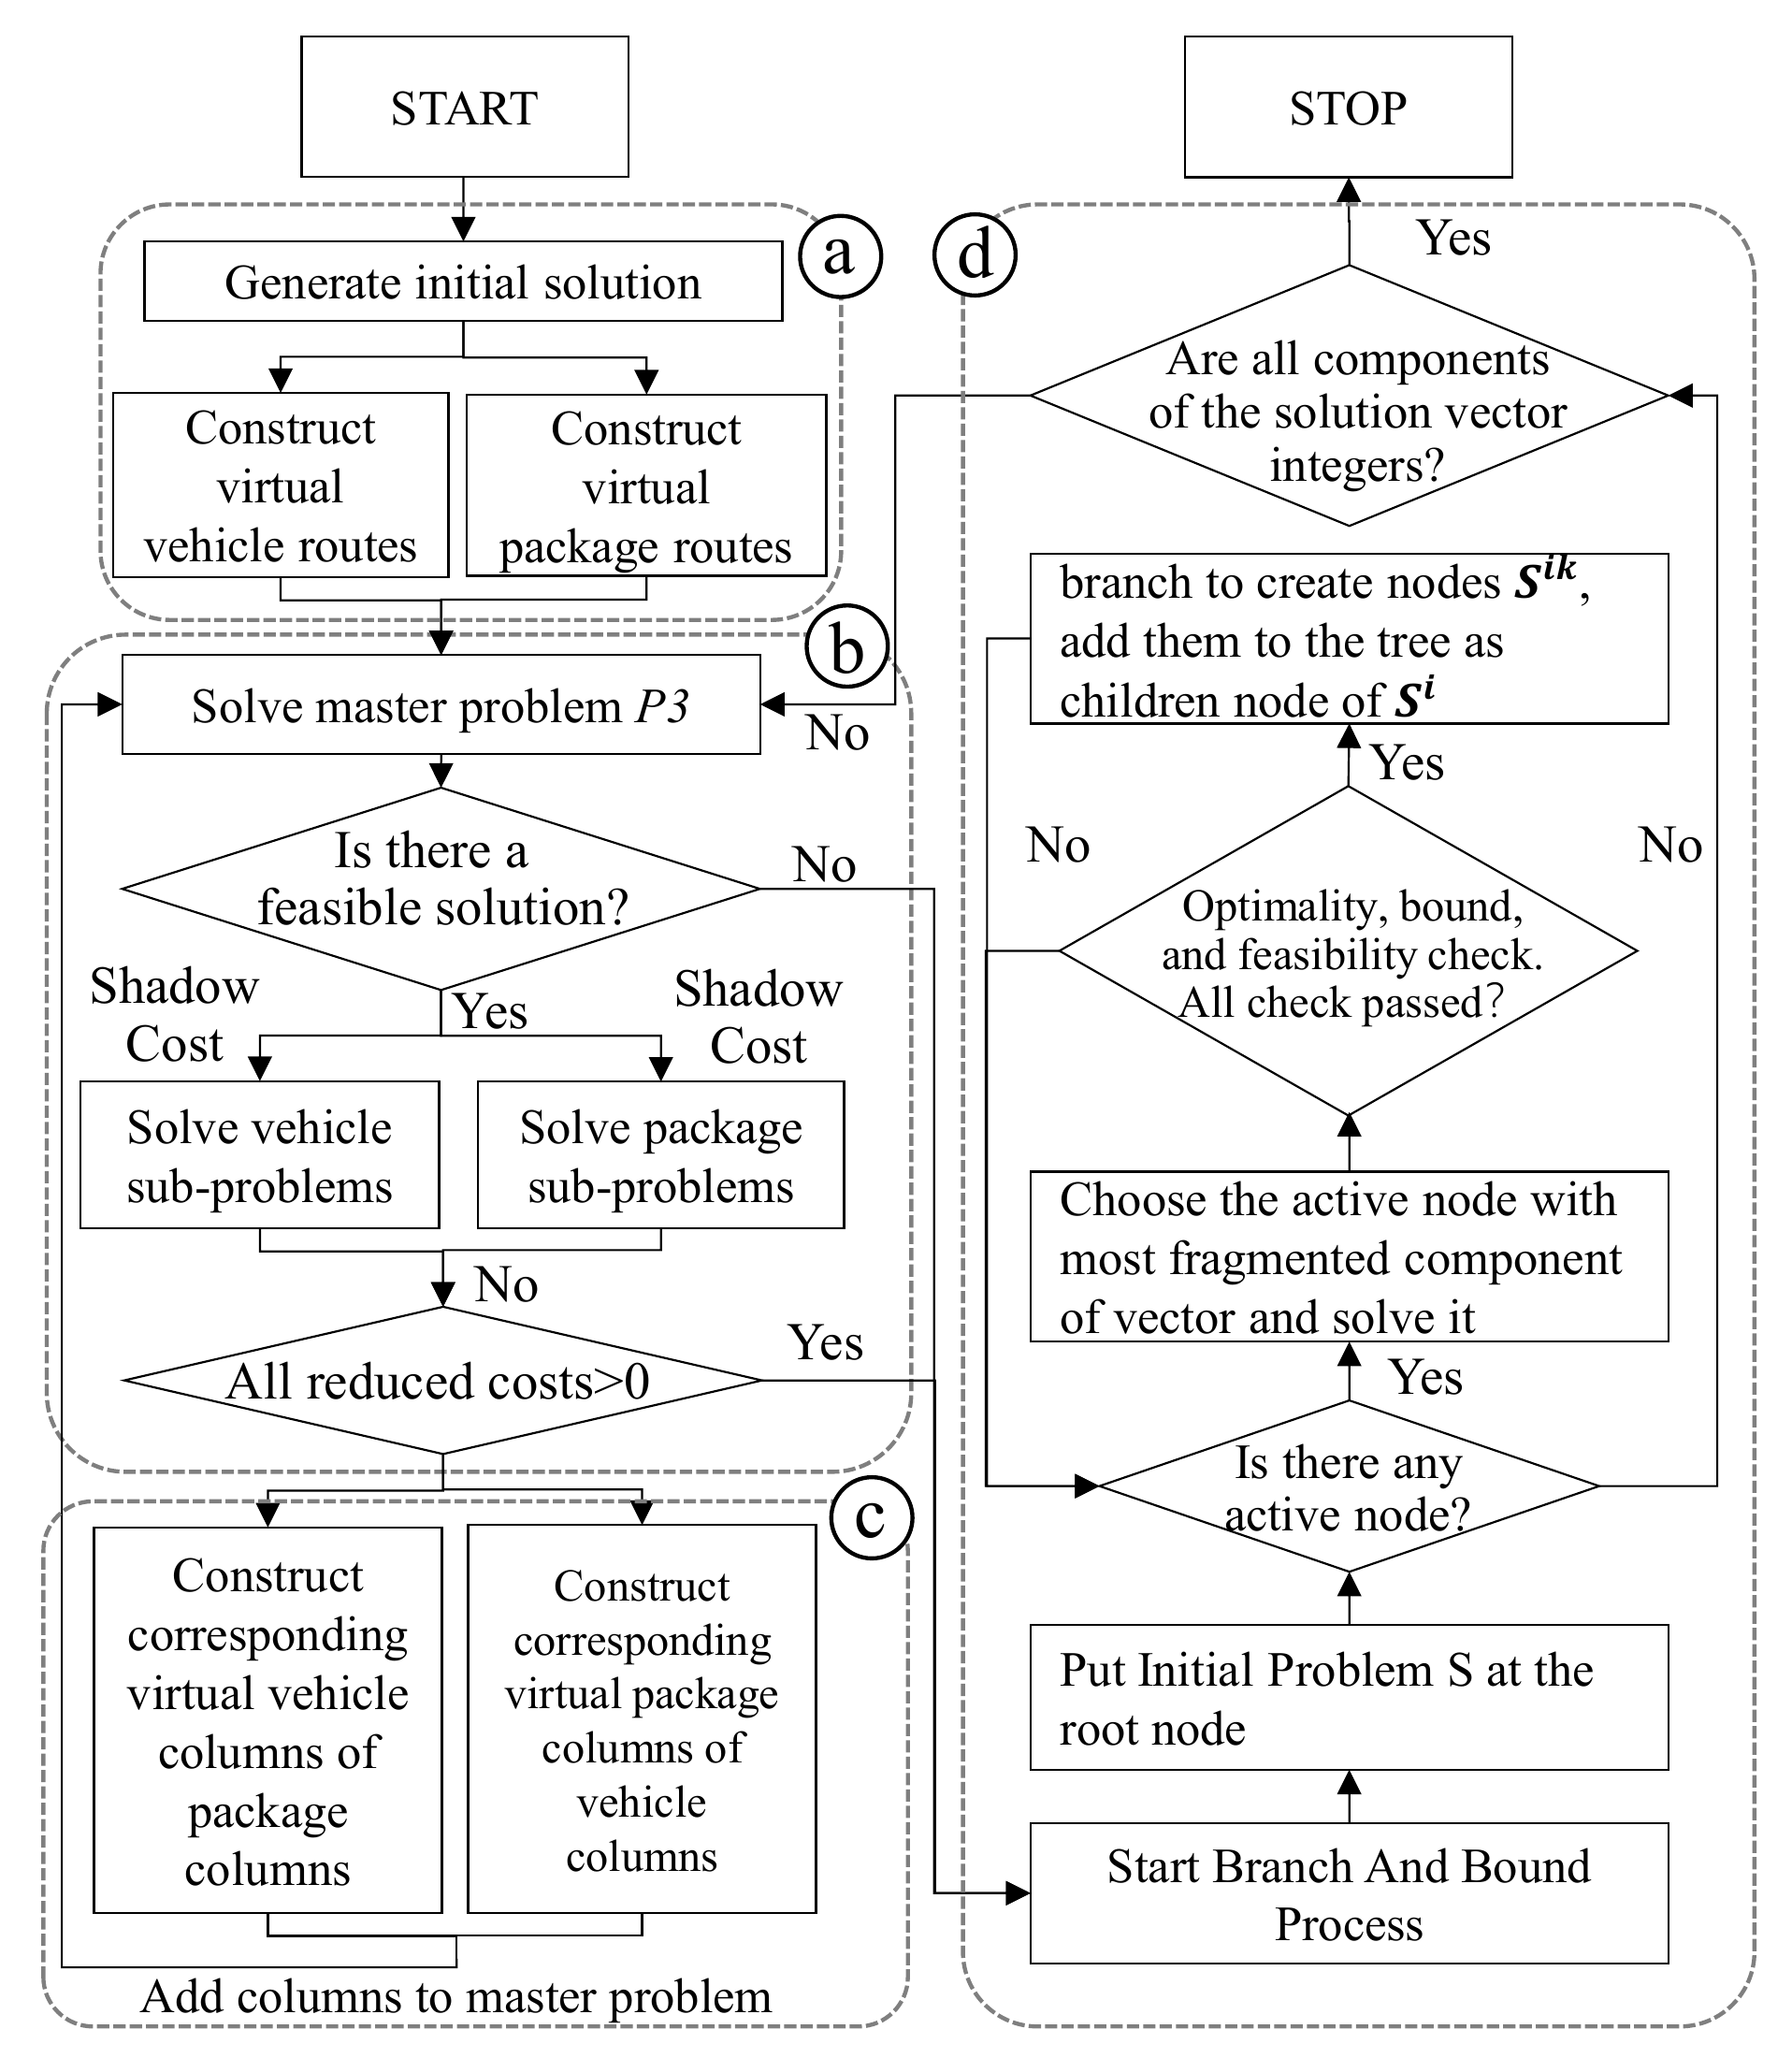 START
Generate initial solution
a
Construct
virtual
vehicle routes
Construct
virtual
package routes
b
Solve master problem P3
No
Is there a
feasible solution?
No
Yes
Shadow
Cost
Shadow
Cost
Solve vehicle
sub-problems
Solve package
sub-problems
No
All reduced costs>0
Yes
c
Construct
corresponding
virtual vehicle
columns of
package
columns
Construct
corresponding
virtual package
columns of
vehicle
columns
Add columns to master problem
STOP
d
Yes
Are all components
of the solution vector
integers?
branch to create nodes S^ik,
add them to the tree as
children node of S^i
Yes
No
No
Optimality, bound,
and feasibility check.
All check passed?
Choose the active node with
most fragmented component
of vector and solve it
Yes
Is there any
active node?
Put Initial Problem S at the
root node
Start Branch And Bound
Process